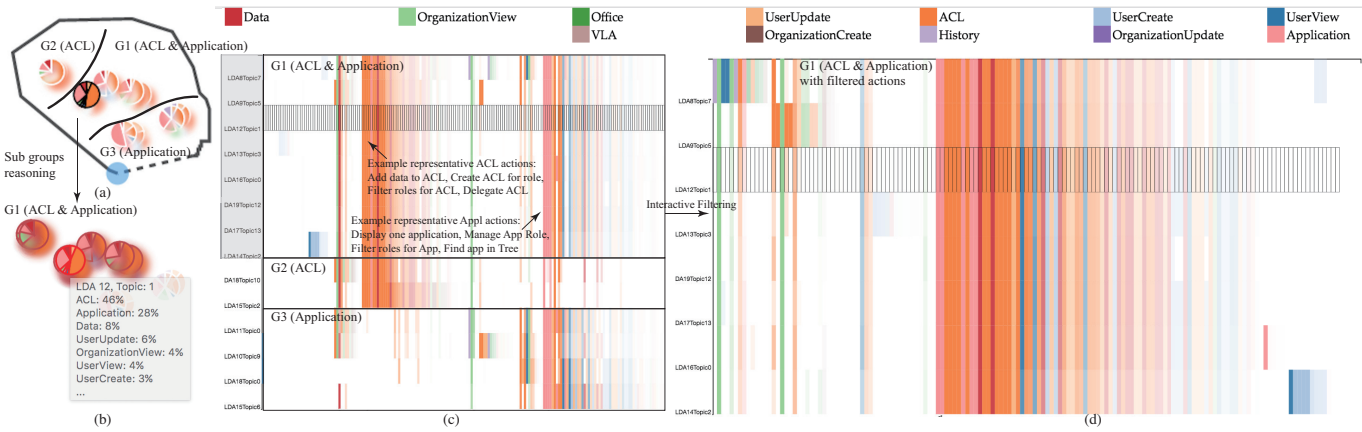 Data
OrganizationView
Office
UserUpdate
ACL
UserCreate
UserView
VLA
OrganizationCreate
History
OrganizationUpdate
Application
G2 (ACL)
G1 (ACL & Application)
G3 (Application)
Sub groups
reasoning
(a)
G1 (ACL & Application)
LDA 12, Topic: 1
ACL: 46%
Application: 28%
Data: 8%
UserUpdate: 6%
OrganizationView: 4%
UserView: 4%
UserCreate: 3%
...
(b)
G1 (ACL & Application)
LDA8Topic7
LDA9Topic5
LDA12Topic1
LDA13Topic3
LDA16Topic0
DA19Topic12
DA17Topic13
LDA14Topic2
Example representative ACL actions:
Add data to ACL, Create ACL for role,
Filter roles for ACL, Delegate ACL
Example representative Appl actions:
Display one application, Manage App Role,
Filter roles for App, Find app in Tree
G2 (ACL)
DA18Topic10
LDA15Topic2
G3 (Application)
LDA11Topic0
LDA10Topic9
LDA18Topic0
LDA15Topic6
(c)
Interactive Filtering
G1 (ACL & Application)
with filtered actions
LDA8Topic7
LDA9Topic5
LDA12Topic1
LDA13Topic3
DA19Topic12
DA17Topic13
LDA16Topic0
LDA14Topic2
(d)